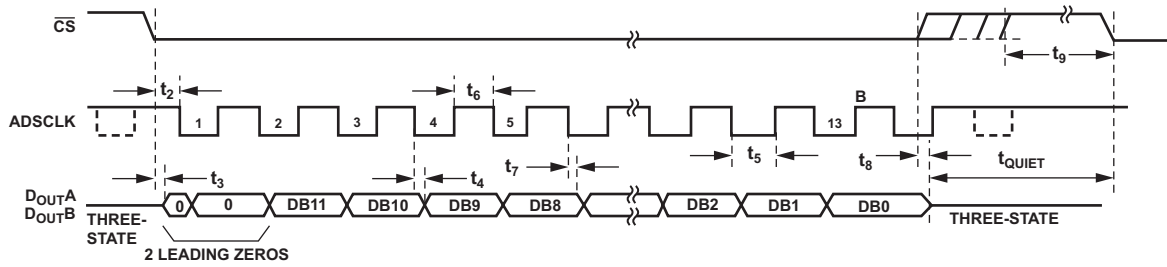 CS
t9
t2
t6
B
ADSCLK
1
2
3
4
5
13
t3
t7
t4
t5
t8
tQUIET
DOUTA
DOUTB
0
0
DB11
DB10
DB9
DB8
DB2
DB1
DB0
THREE-
STATE
THREE-STATE
2 LEADING ZEROS